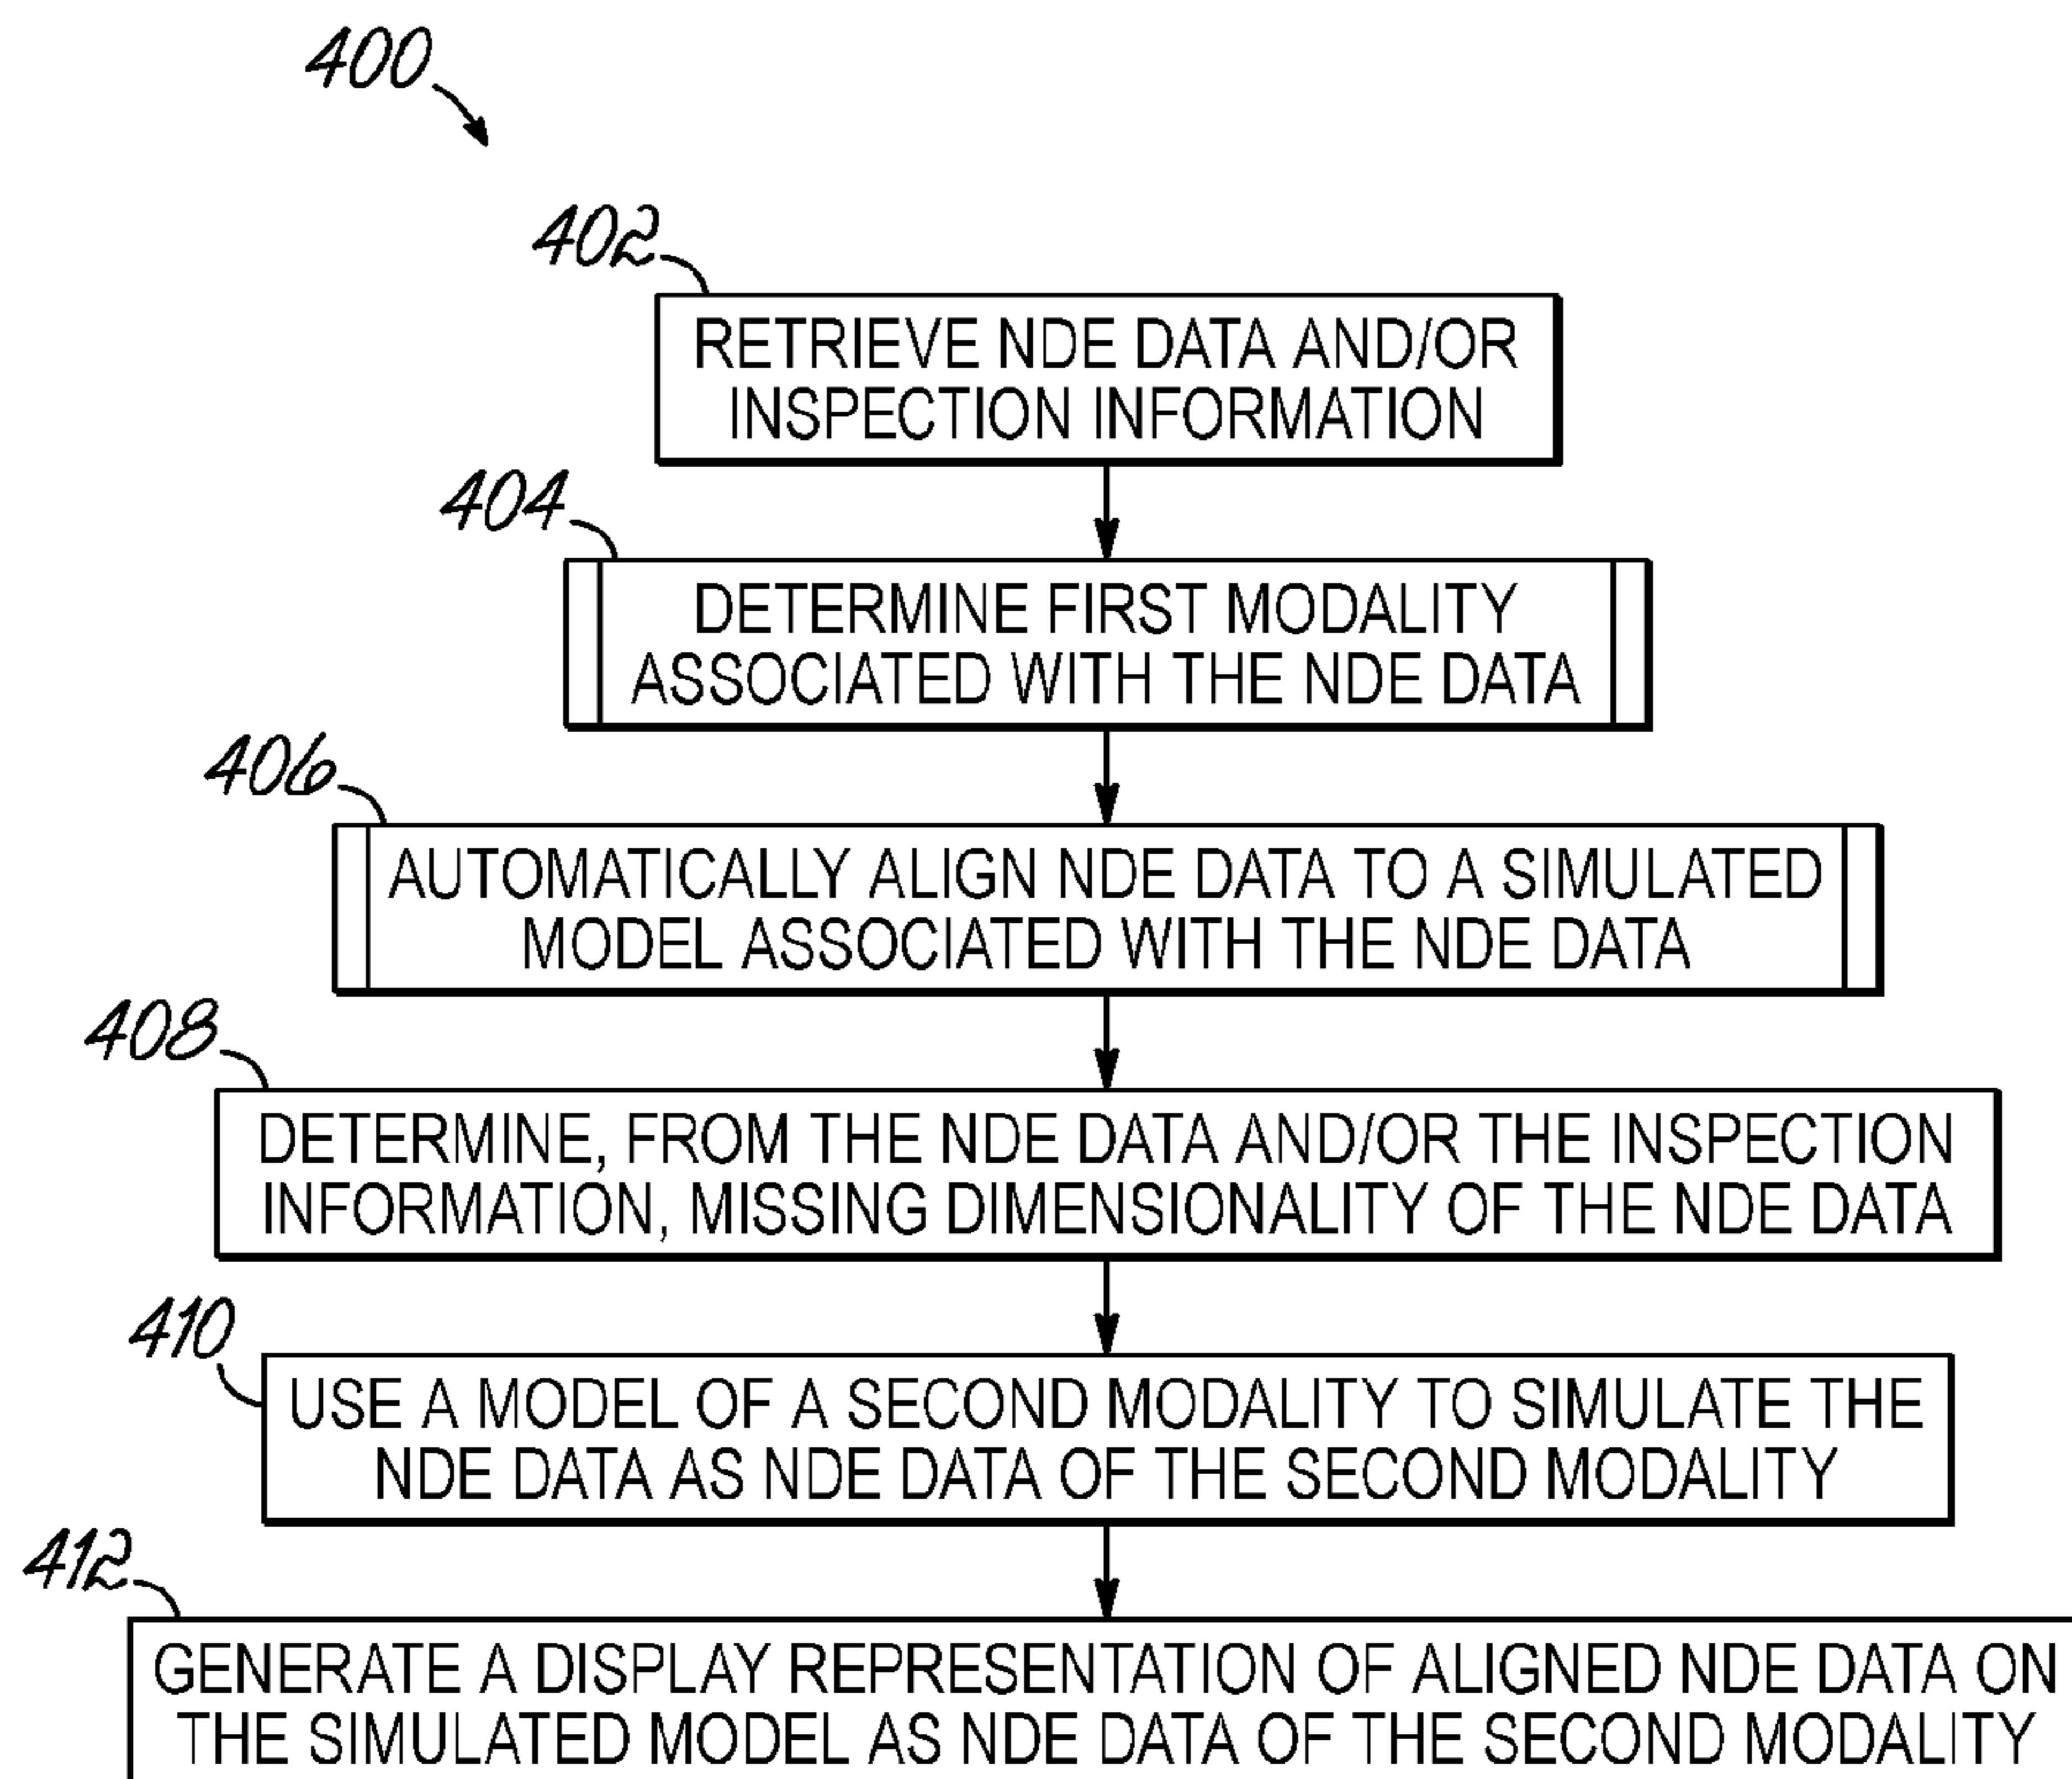 400
402
RETRIEVE NDE DATA AND/OR
INSPECTION INFORMATION
404
DETERMINE FIRST MODALITY
ASSOCIATED WITH THE NDE DATA
406
AUTOMATICALLY ALIGN NDE DATA TO A SIMULATED
MODEL ASSOCIATED WITH THE NDE DATA
408
DETERMINE, FROM THE NDE DATA AND/OR THE INSPECTION
INFORMATION, MISSING DIMENSIONALITY OF THE NDE DATA
410
USE A MODEL OF A SECOND MODALITY TO SIMULATE THE
NDE DATA AS NDE DATA OF THE SECOND MODALITY
412
GENERATE A DISPLAY REPRESENTATION OF ALIGNED NDE DATA ON
THE SIMULATED MODEL AS NDE DATA OF THE SECOND MODALITY